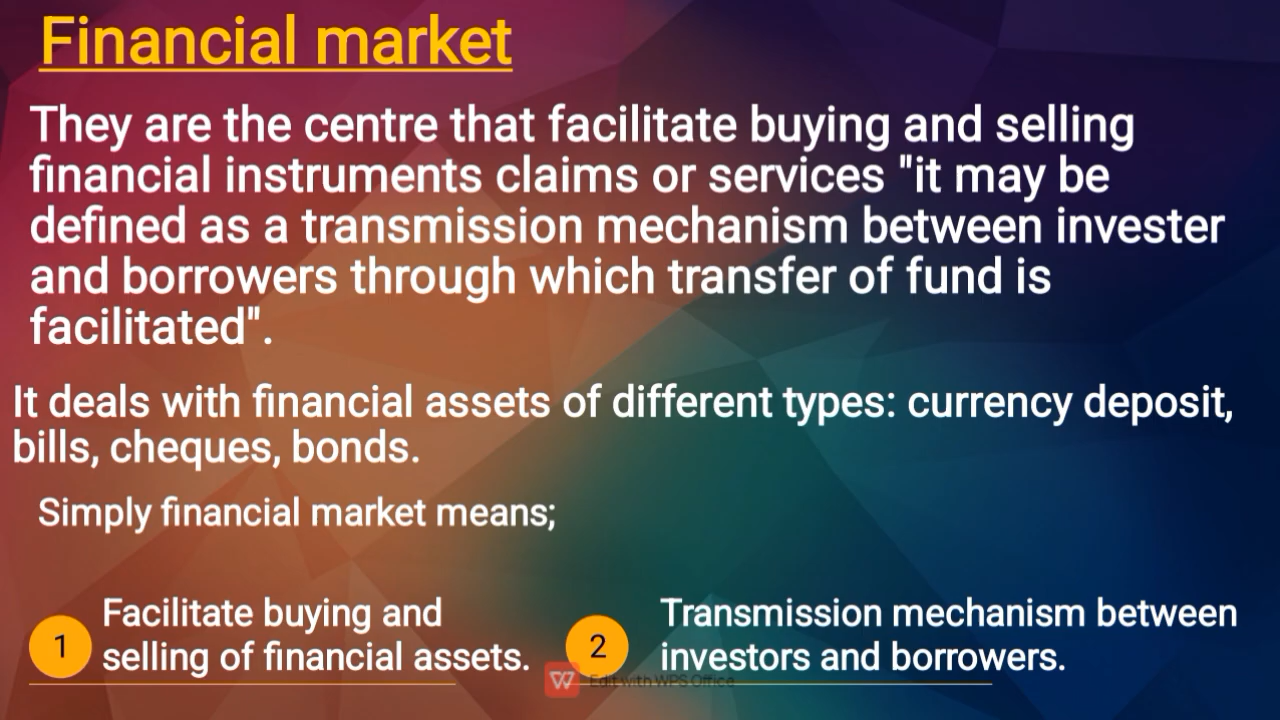 Financial market
They are the centre that facilitate buying and selling
financial instruments claims or services "it may be
defined as a transmission mechanism between invester
and borrowers through which transfer of fund is
facilitated".
It deals with financial assets of different types: currency deposit,
bills, cheques, bonds.
Simply financial market means;
1
Facilitate buying and
selling of financial assets.
2
Transmission mechanism between
investors and borrowers.
Edit with WPS Office